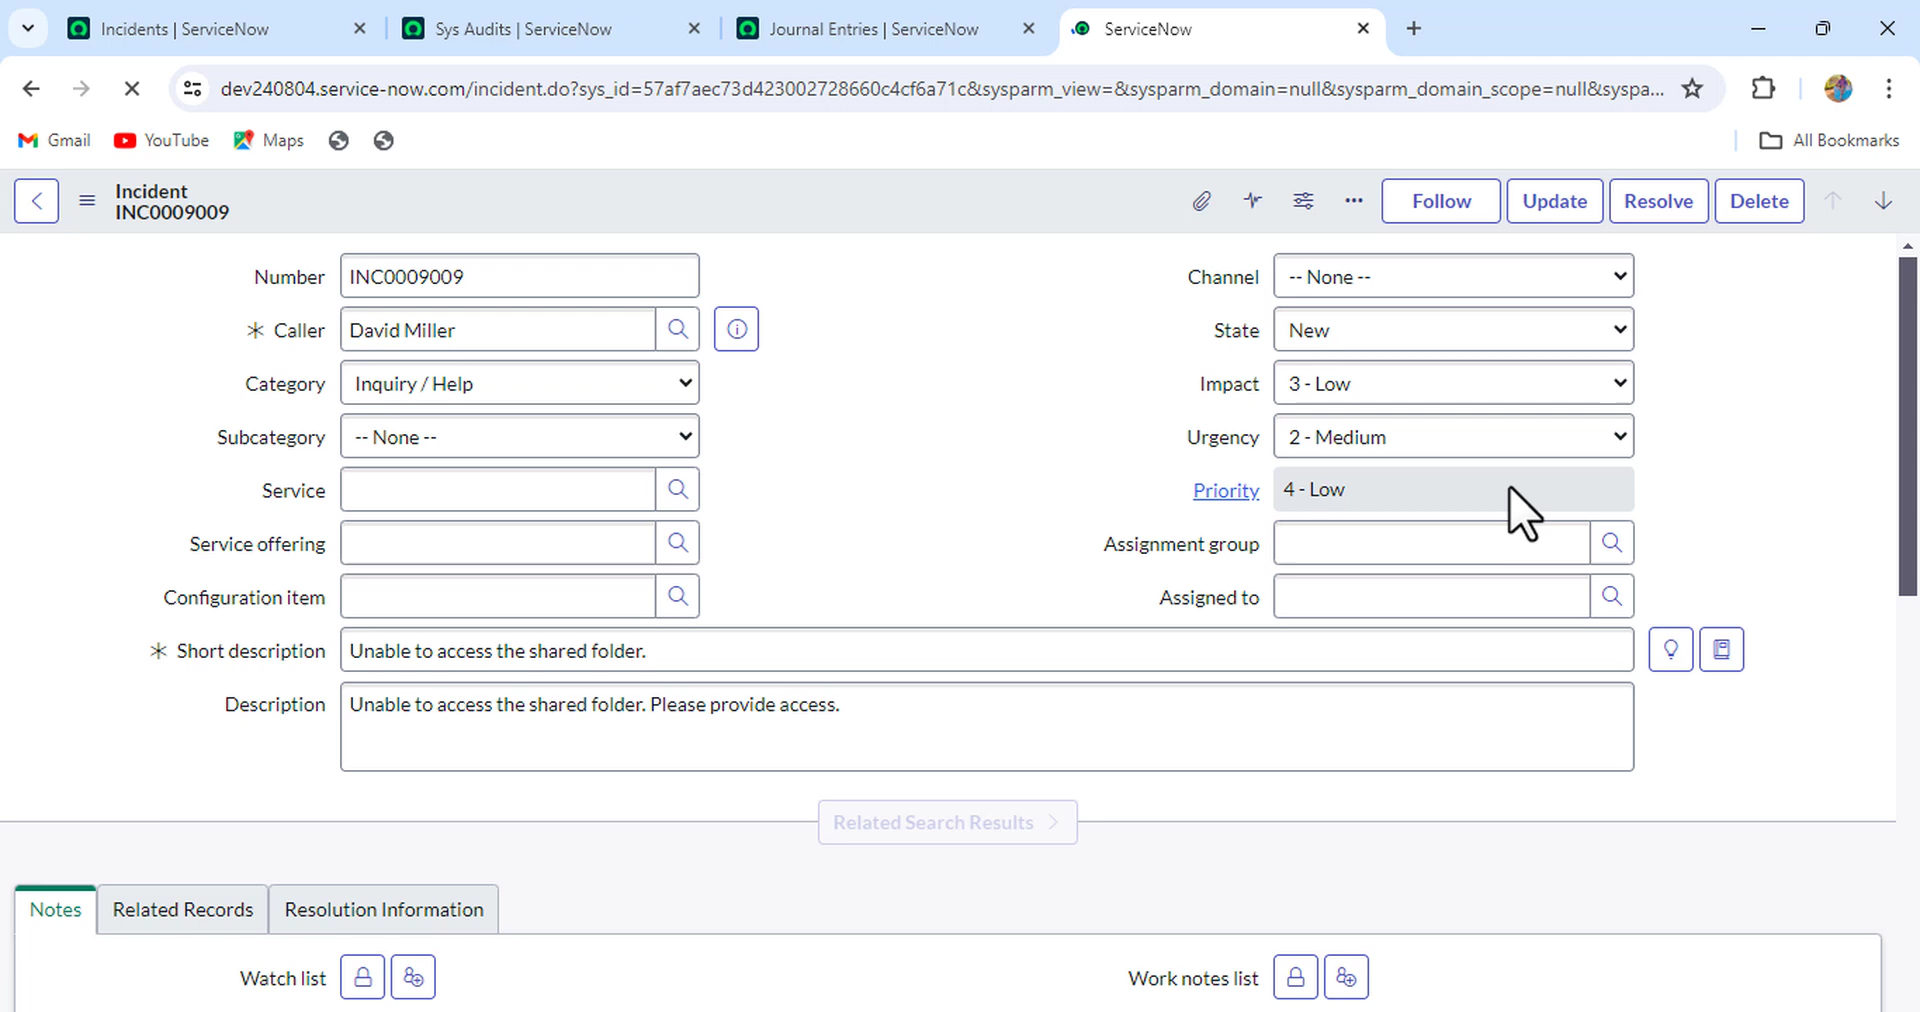 Incidents | ServiceNow
Sys Audits | ServiceNow
Journal Entries | ServiceNow
ServiceNow
dev240804.service-now.com/incident.do?sys_id=57af7aec73d423002728660c4cf6a71c&sysparm_view=&sysparm_domain=null&sysparm_domain_scope=null&syspa...
Gmail
YouTube
Maps
All Bookmarks
Incident
INC0009009
Follow
Update
Resolve
Delete
Number
INC0009009
Channel
-- None --
Caller
David Miller
State
New
Category
Inquiry / Help
Impact
3 - Low
Subcategory
-- None --
Urgency
2 - Medium
Service
Priority
4 - Low
Service offering
Assignment group
Configuration item
Assigned to
Short description
Unable to access the shared folder.
Description
Unable to access the shared folder. Please provide access.
Related Search Results
Notes
Related Records
Resolution Information
Watch list
Work notes list